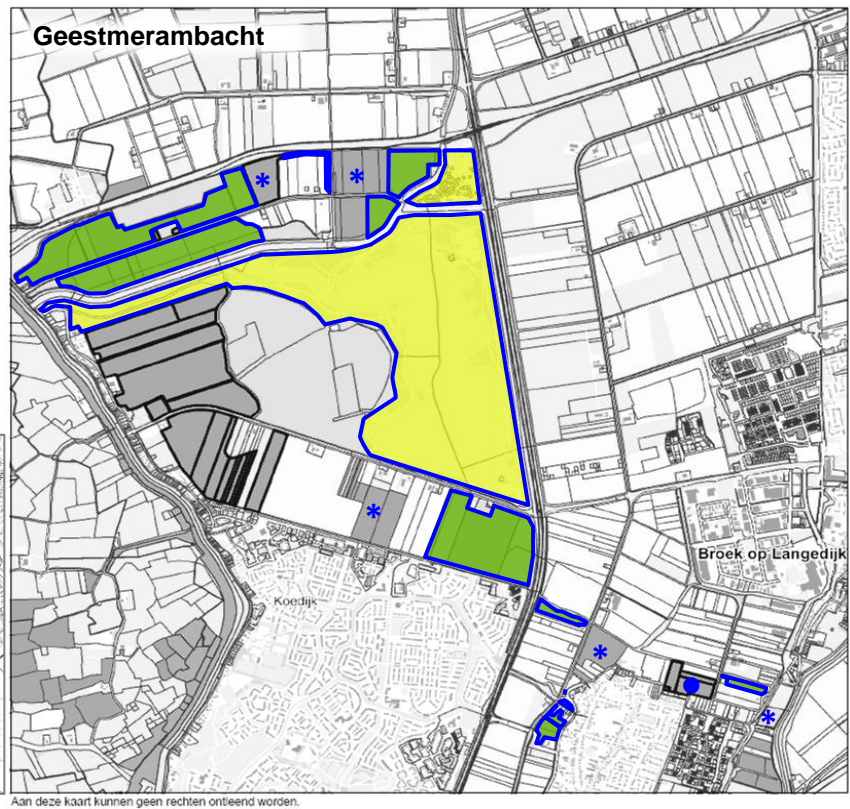 Geestmerambacht
* *
*
Broek op Langedijk
Koedijk
*
*
Aan deze kaart kunnen geen rechten ontleend worden.